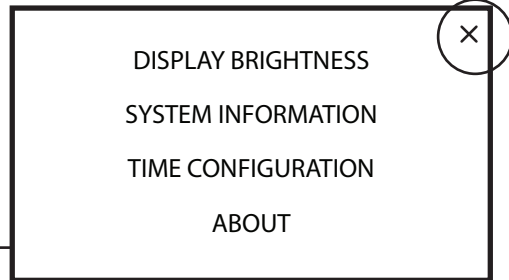 DISPLAY BRIGHTNESS
SYSTEM INFORMATION
TIME CONFIGURATION
ABOUT